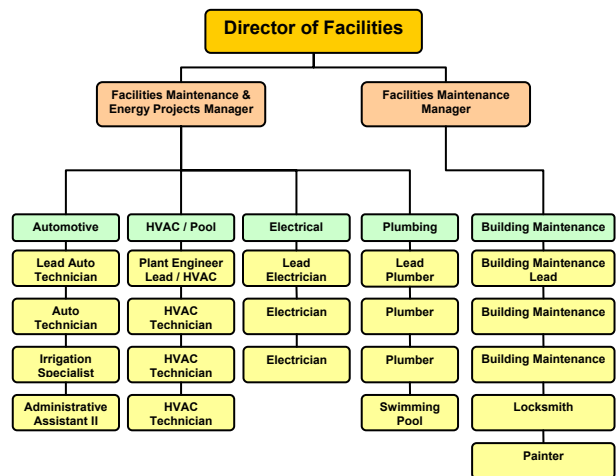 Director of Facilities
Facilities Maintenance &
Energy Projects Manager
Facilities Maintenance
Manager
Automotive
HVAC / Pool
Electrical
Plumbing
Building Maintenance
Lead Auto
Technician
Plant Engineer
Lead / HVAC
Lead
Electrician
Lead
Plumber
Building Maintenance
Lead
Auto
Technician
HVAC
Technician
Electrician
Plumber
Building Maintenance
Irrigation
Specialist
HVAC
Technician
Electrician
Plumber
Building Maintenance
Administrative
Assistant II
HVAC
Technician
Swimming
Pool
Locksmith
Painter